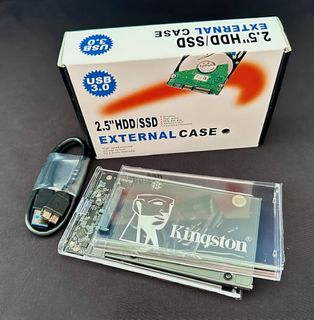 2.5"HDD/SSD
EXTERNAL CASE
USB
3.0
USB
3.0
2.5"HDD/SSD
EXTERNAL CASE
Kingston